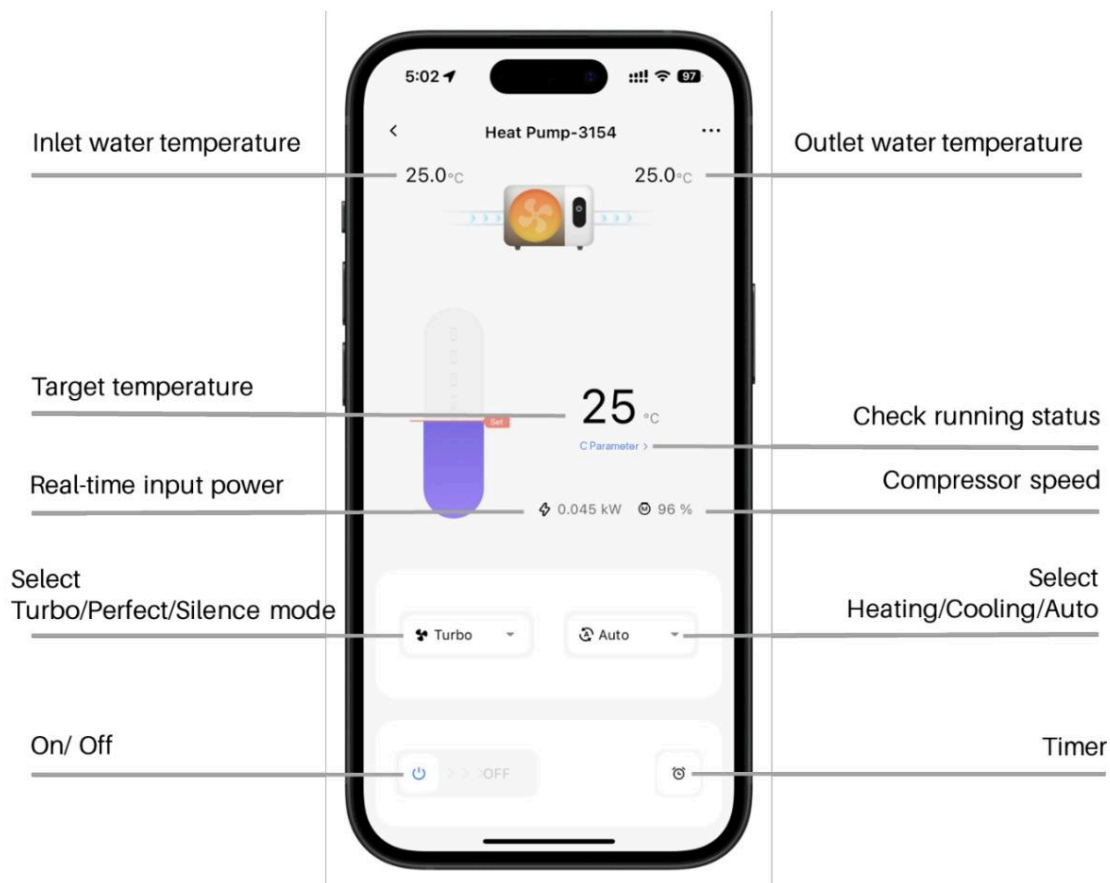 5:02
97
Heat Pump-3154
Inlet water temperature
Outlet water temperature
25.0°C
25.0°C
Target temperature
25 °C
Set
Check running status
C Parameter >
Real-time input power
Compressor speed
0.045 kW
96 %
Select
Turbo/Perfect/Silence mode
Select
Heating/Cooling/Auto
Turbo
Auto
On/ Off
Timer
OFF